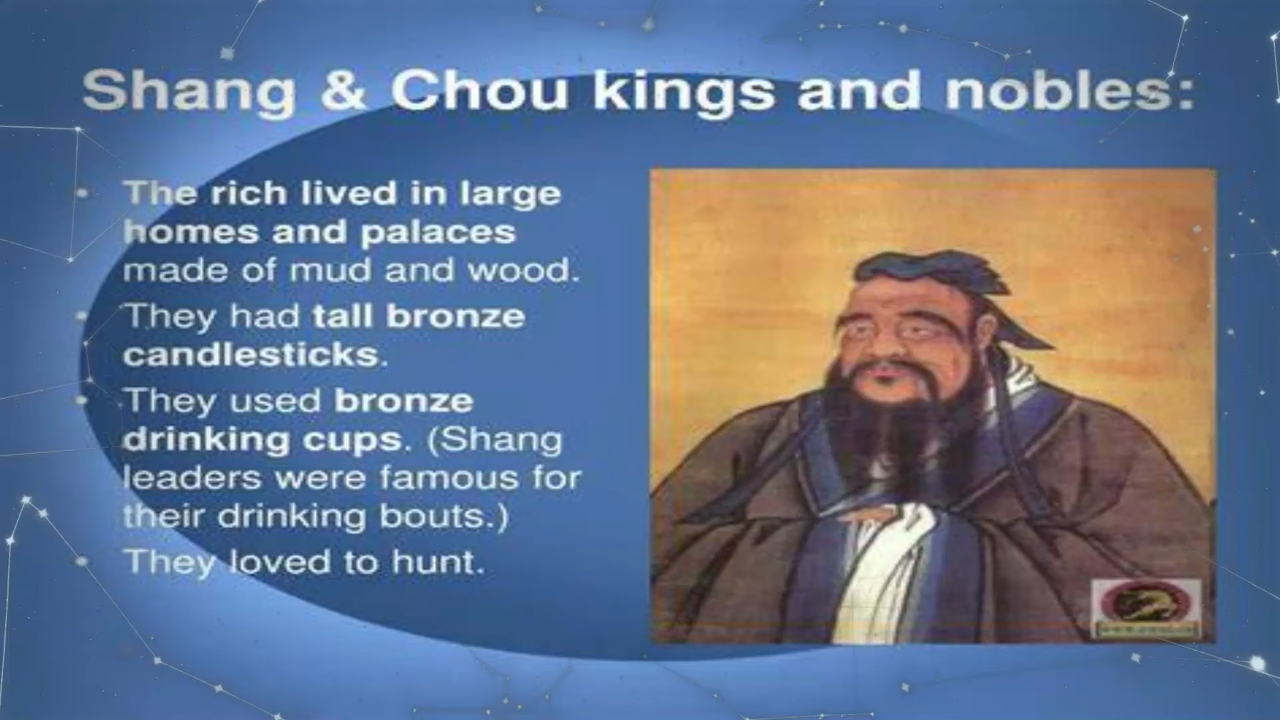 Shang & Chou kings and nobles:
• The rich lived in large
homes and palaces
made of mud and wood.
• They had tall bronze
candlesticks.
• They used bronze
drinking cups. (Shang
leaders were famous for
their drinking bouts.)
• They loved to hunt.